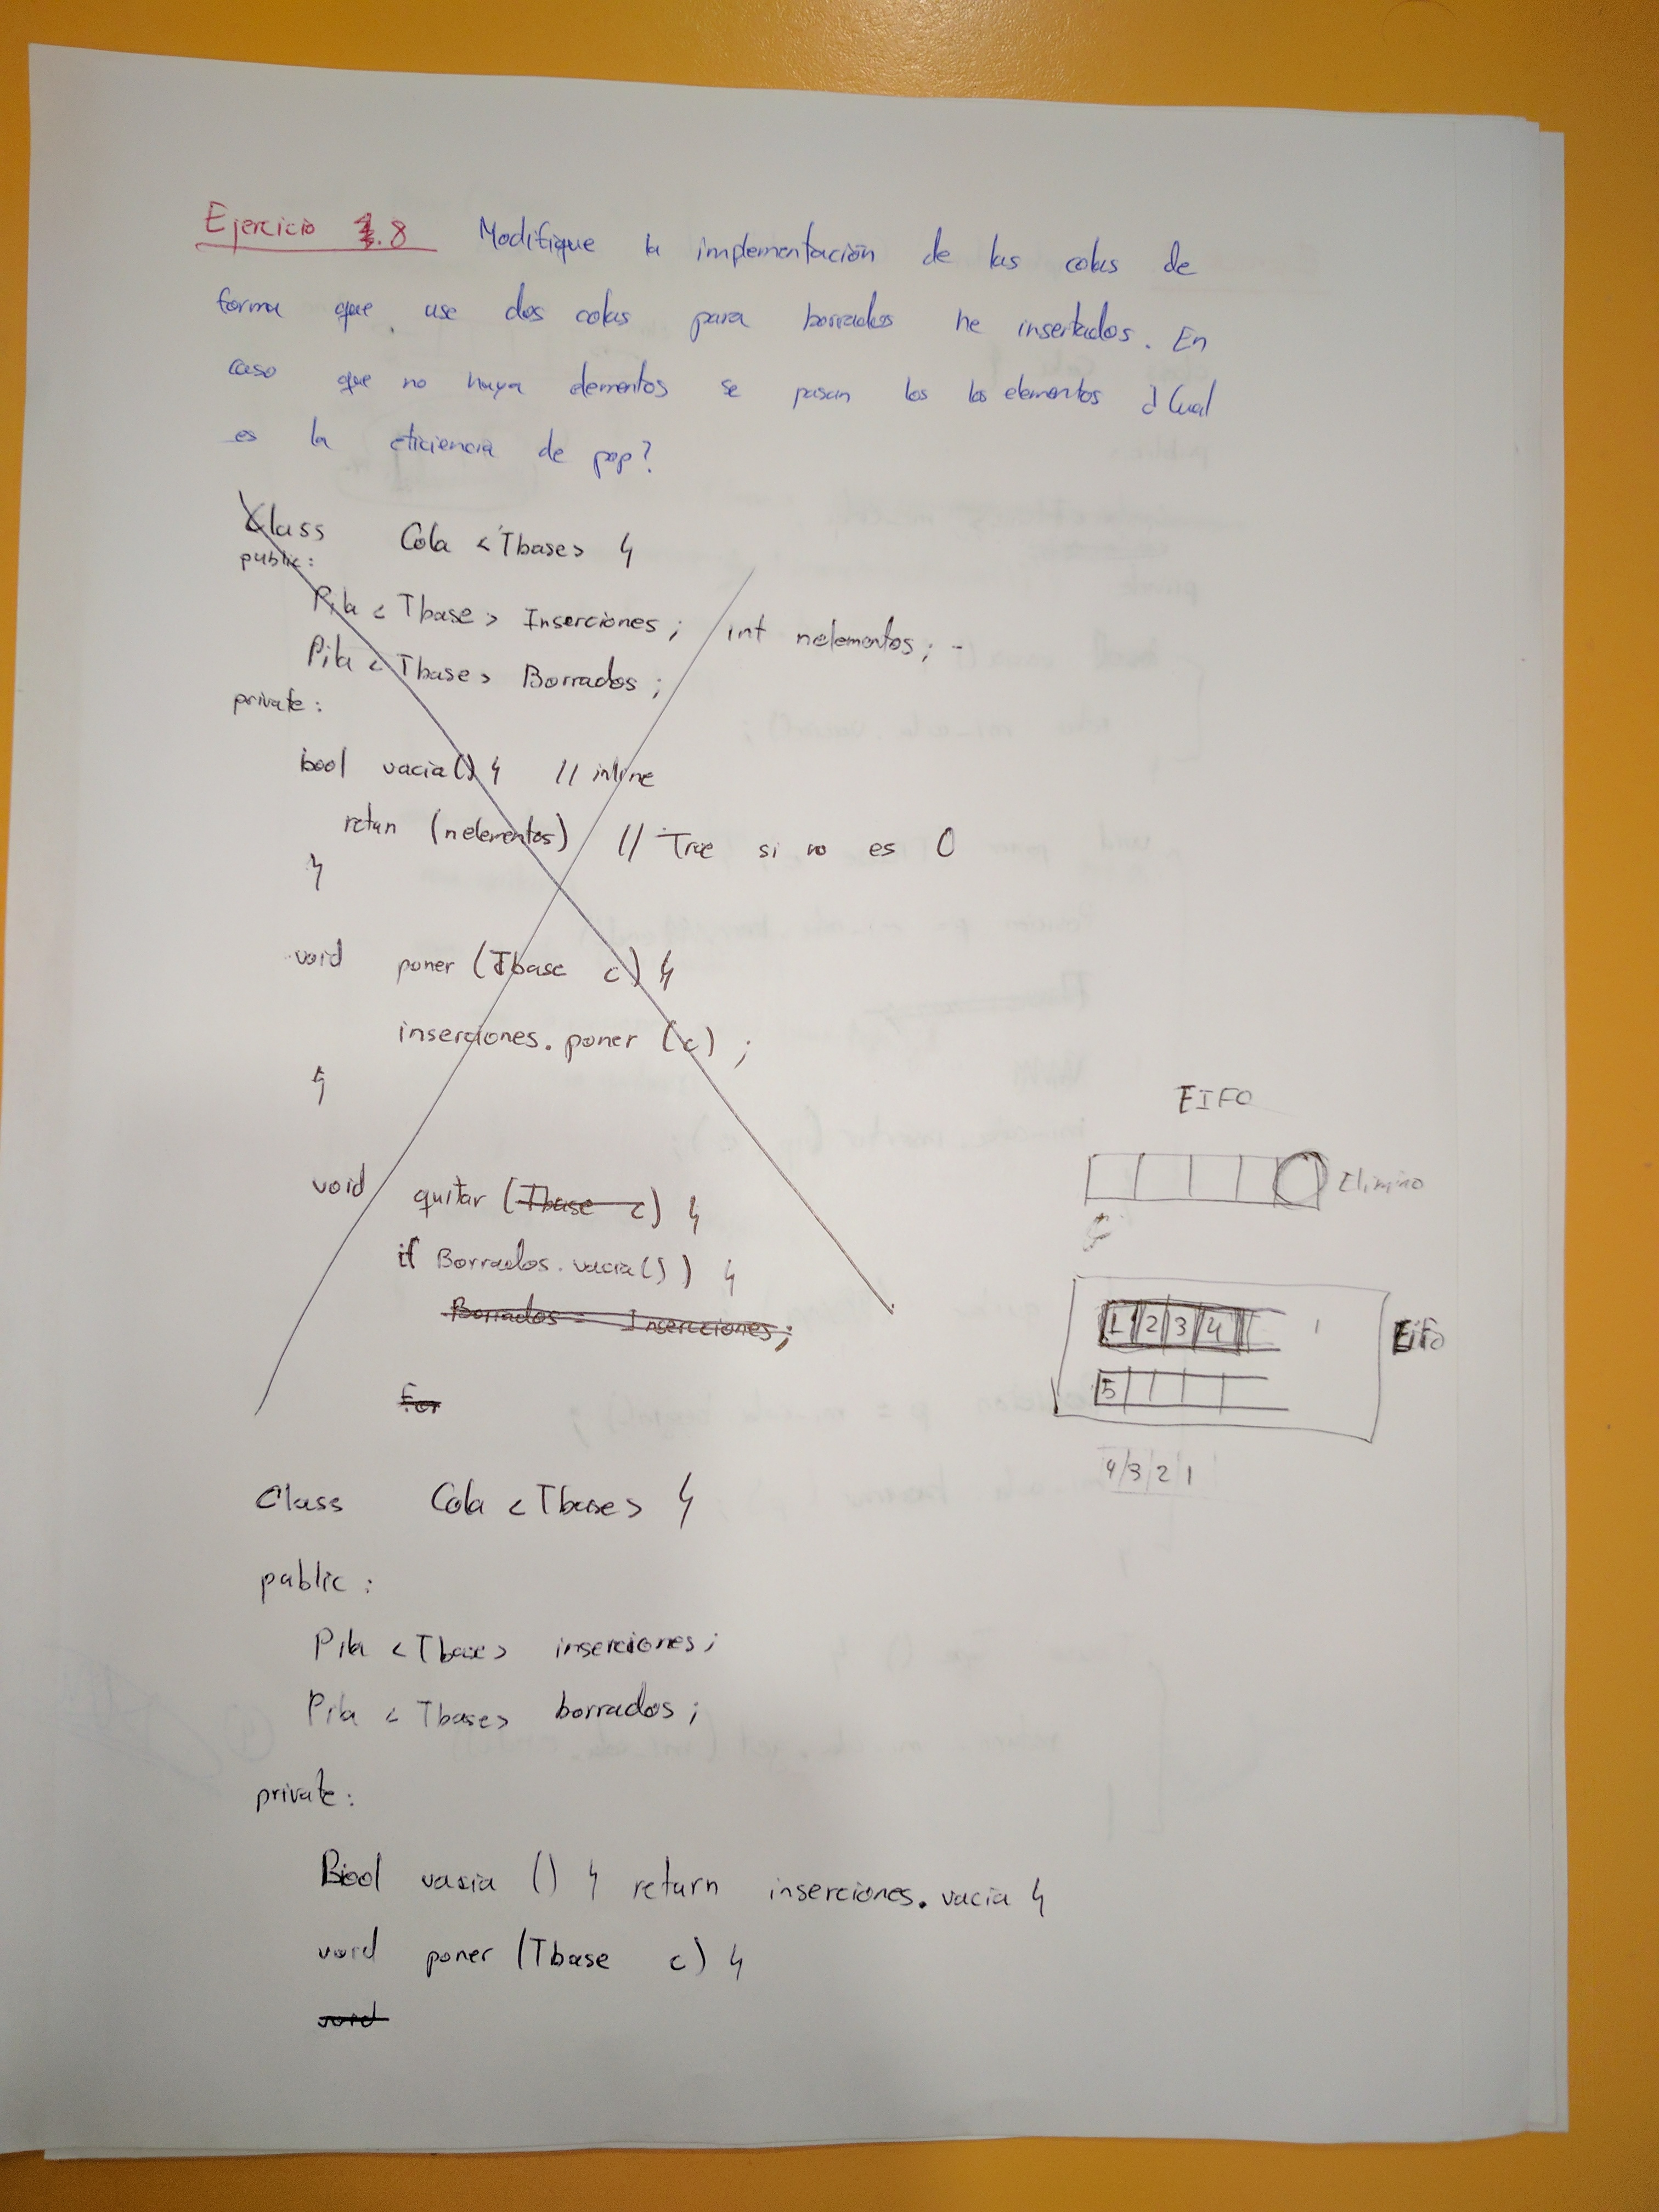 Ejercicio 1.8 Modifique la implementación de las colas de
forma que use dos colas para borrados he insertados. En
caso que no haya elementos se pasan los los elementos ¿Cual
es la eficiencia de pop?
Class Cola <Tbase> {
public:
Pila <Tbase> Inserciones; int nelementos; -
Pila <Tbase> Borrados;
private:
bool vacia() { // inline
retun (nelementos) // True si no es 0
}
void poner (Tbase c) {
inserciones.poner (c);
}
void quitar (Tbase c) {
if Borrados.vacia()) {
Borrados = Inserciones;
For
EIFO
Elimino
1 2 3 4
EIFO
5
4 3 2 1
Class Cola <Tbase> {
public:
Pila <Tbase> inserciones;
Pila <Tbase> borrados;
private:
Bool vacia () { return inserciones.vacia }
void poner (Tbase c) {
void